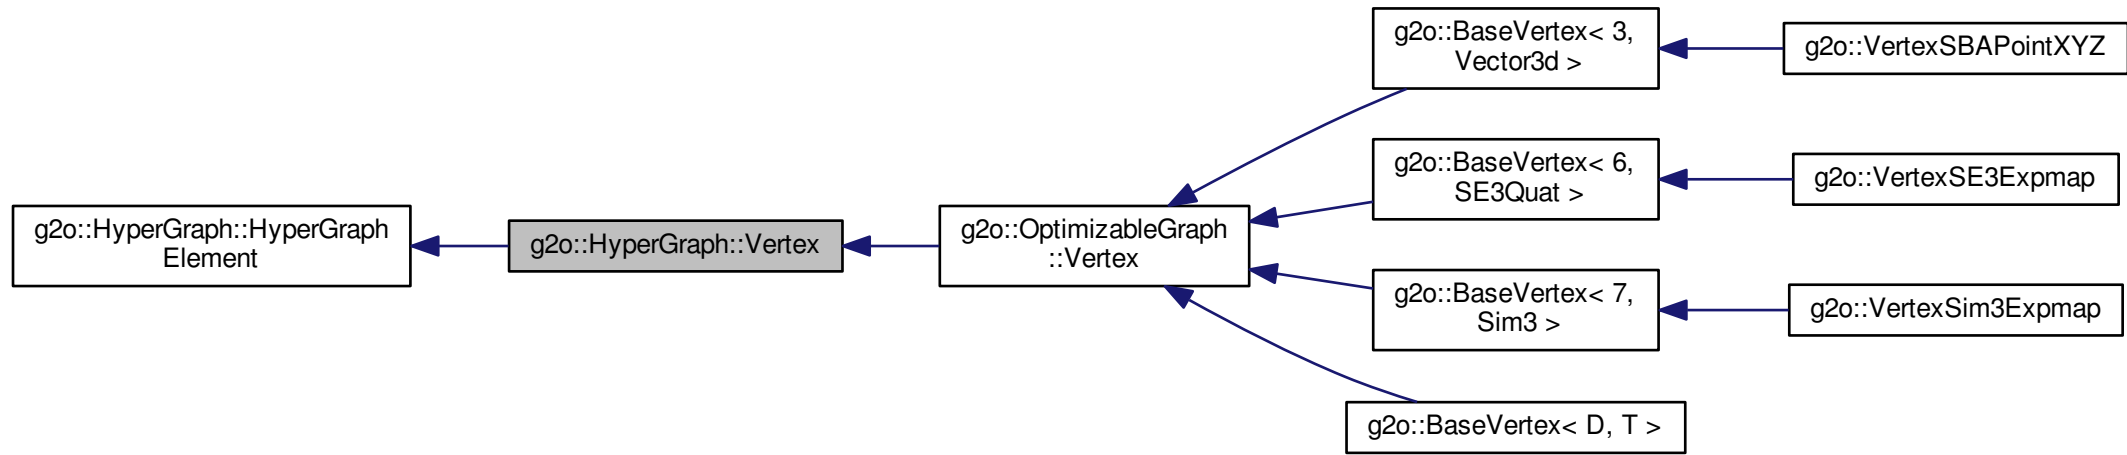 g2o::HyperGraph::HyperGraph
Element
g2o::HyperGraph::Vertex
g2o::OptimizableGraph
::Vertex
g2o::BaseVertex< 3,
Vector3d >
g2o::VertexSBAPointXYZ
g2o::BaseVertex< 6,
SE3Quat >
g2o::VertexSE3Expmap
g2o::BaseVertex< 7,
Sim3 >
g2o::VertexSim3Expmap
g2o::BaseVertex< D, T >